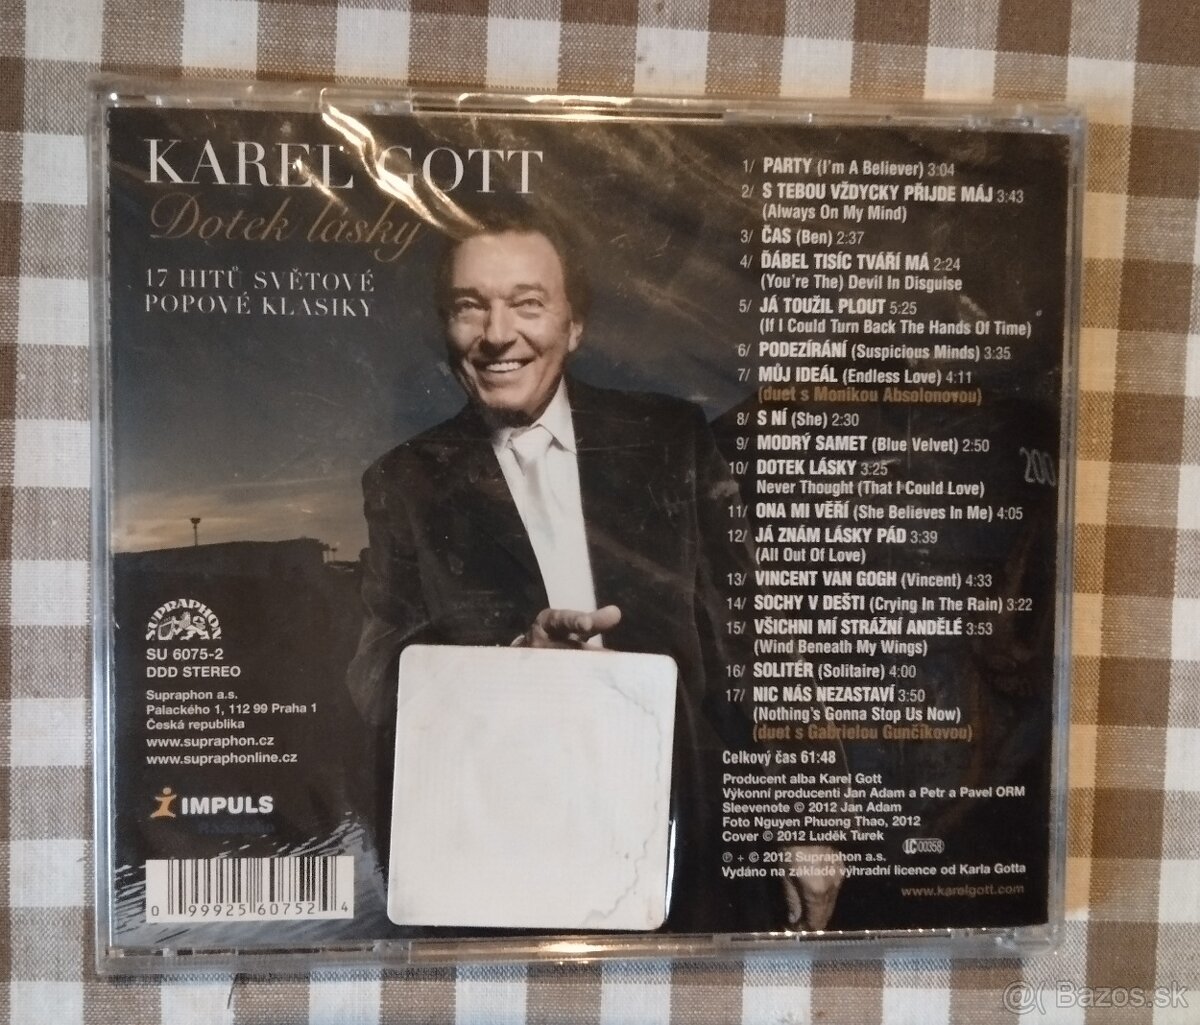 KAREL GOTT
Dotek lásky
17 HITŮ SVĚTOVÉ
POPOVÉ KLASIKY
SUPRAPHON
SU 6075-2
DDD STEREO
Supraphon a.s.
Palackého 1, 112 99 Praha 1
Česká republika
www.supraphon.cz
www.supraphonline.cz
IMPULS
0 99925 60752 4
1/ PARTY (I'm A Believer) 3:04
2/ S TEBOU VŽDYCKY PŘIJDE MÁJ 3:43
(Always On My Mind)
3/ ČAS (Ben) 2:37
4/ ĎÁBEL TISÍC TVÁŘÍ MÁ 2:24
(You're The) Devil In Disguise
5/ JÁ TOUŽIL PLOUT 5:25
(If I Could Turn Back The Hands Of Time)
6/ PODEZÍRÁNÍ (Suspicious Minds) 3:35
7/ MŮJ IDEÁL (Endless Love) 4:11
(duet s Monikou Absolonovou)
8/ S NÍ (She) 2:30
9/ MODRÝ SAMET (Blue Velvet) 2:50
10/ DOTEK LÁSKY 3:25
Never Thought (That I Could Love)
11/ ONA MI VĚŘÍ (She Believes In Me) 4:05
12/ JÁ ZNÁM LÁSKY PÁD 3:39
(All Out Of Love)
13/ VINCENT VAN GOGH (Vincent) 4:33
14/ SOCHY V DEŠTI (Crying In The Rain) 3:22
15/ VŠICHNI MÍ STRÁŽNÍ ANDĚLÉ 3:53
(Wind Beneath My Wings)
16/ SOLITÉR (Solitaire) 4:00
17/ NIC NÁS NEZASTAVÍ 3:50
(Nothing's Gonna Stop Us Now)
(duet s Gabrielou Gunčíkovou)
Celkový čas 61:48
Producent alba Karel Gott
Výkonní producenti Jan Adam a Petr a Pavel ORM
Sleevenote © 2012 Jan Adam
Foto Nguyen Phuong Thao, 2012
Cover © 2012 Luděk Turek
LC 00358
℗ + © 2012 Supraphon a.s.
Vydáno na základě výhradní licence od Karla Gotta
www.karelgott.com
200
@( Bazos.sk